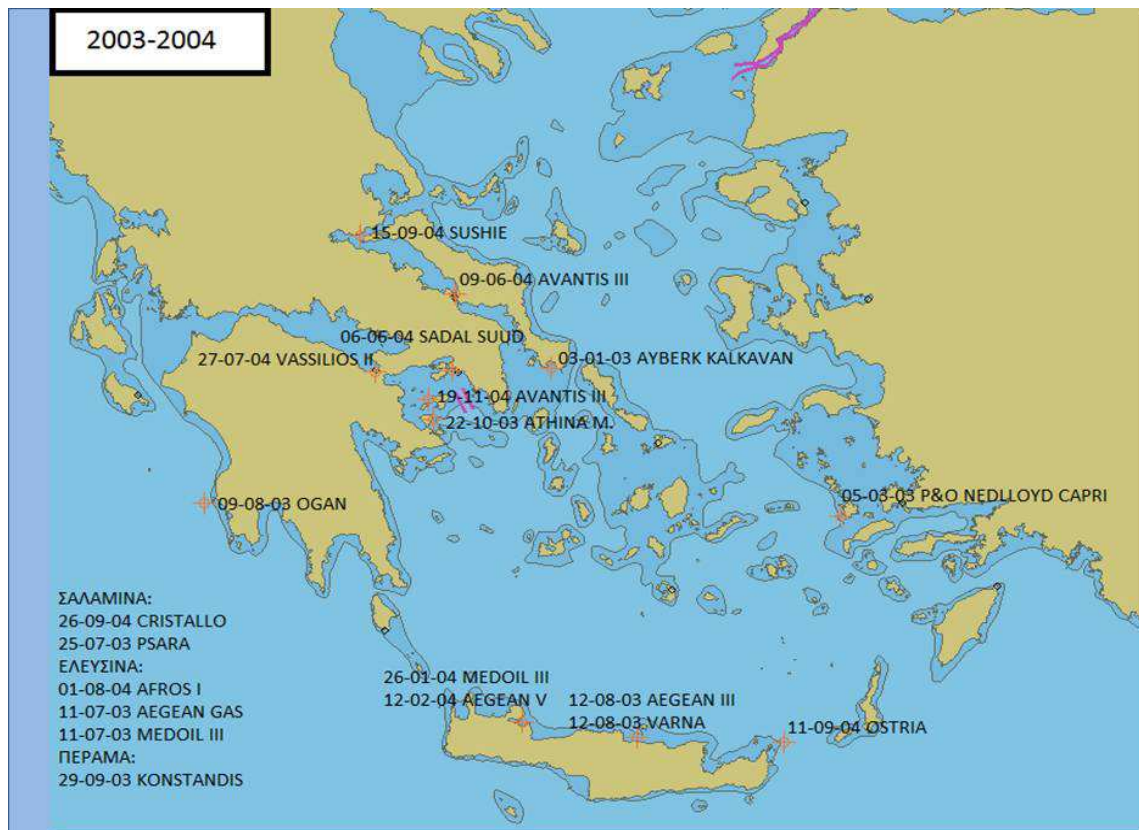 2003-2004
15-09-04 SUSHIE
09-06-04 AVANTIS III
06-06-04 SADAL SUUD
27-07-04 VASSILIOS II
03-01-03 AYBERK KALKAVAN
19-11-04 AVANTIS III
22-10-03 ATHINA M.
05-03-03 P&O NEDLLOYD CAPRI
09-08-03 OGAN
ΣΑΛΑΜΙΝΑ:
26-09-04 CRISTALLO
25-07-03 PSARA
ΕΛΕΥΣΙΝΑ:
01-08-04 AFROS I
11-07-03 AEGEAN GAS
11-07-03 MEDOIL III
ΠΕΡΑΜΑ:
29-09-03 KONSTANDIS
26-01-04 MEDOIL III
12-02-04 AEGEAN V
12-08-03 AEGEAN III
12-08-03 VARNA
11-09-04 OSTRIA